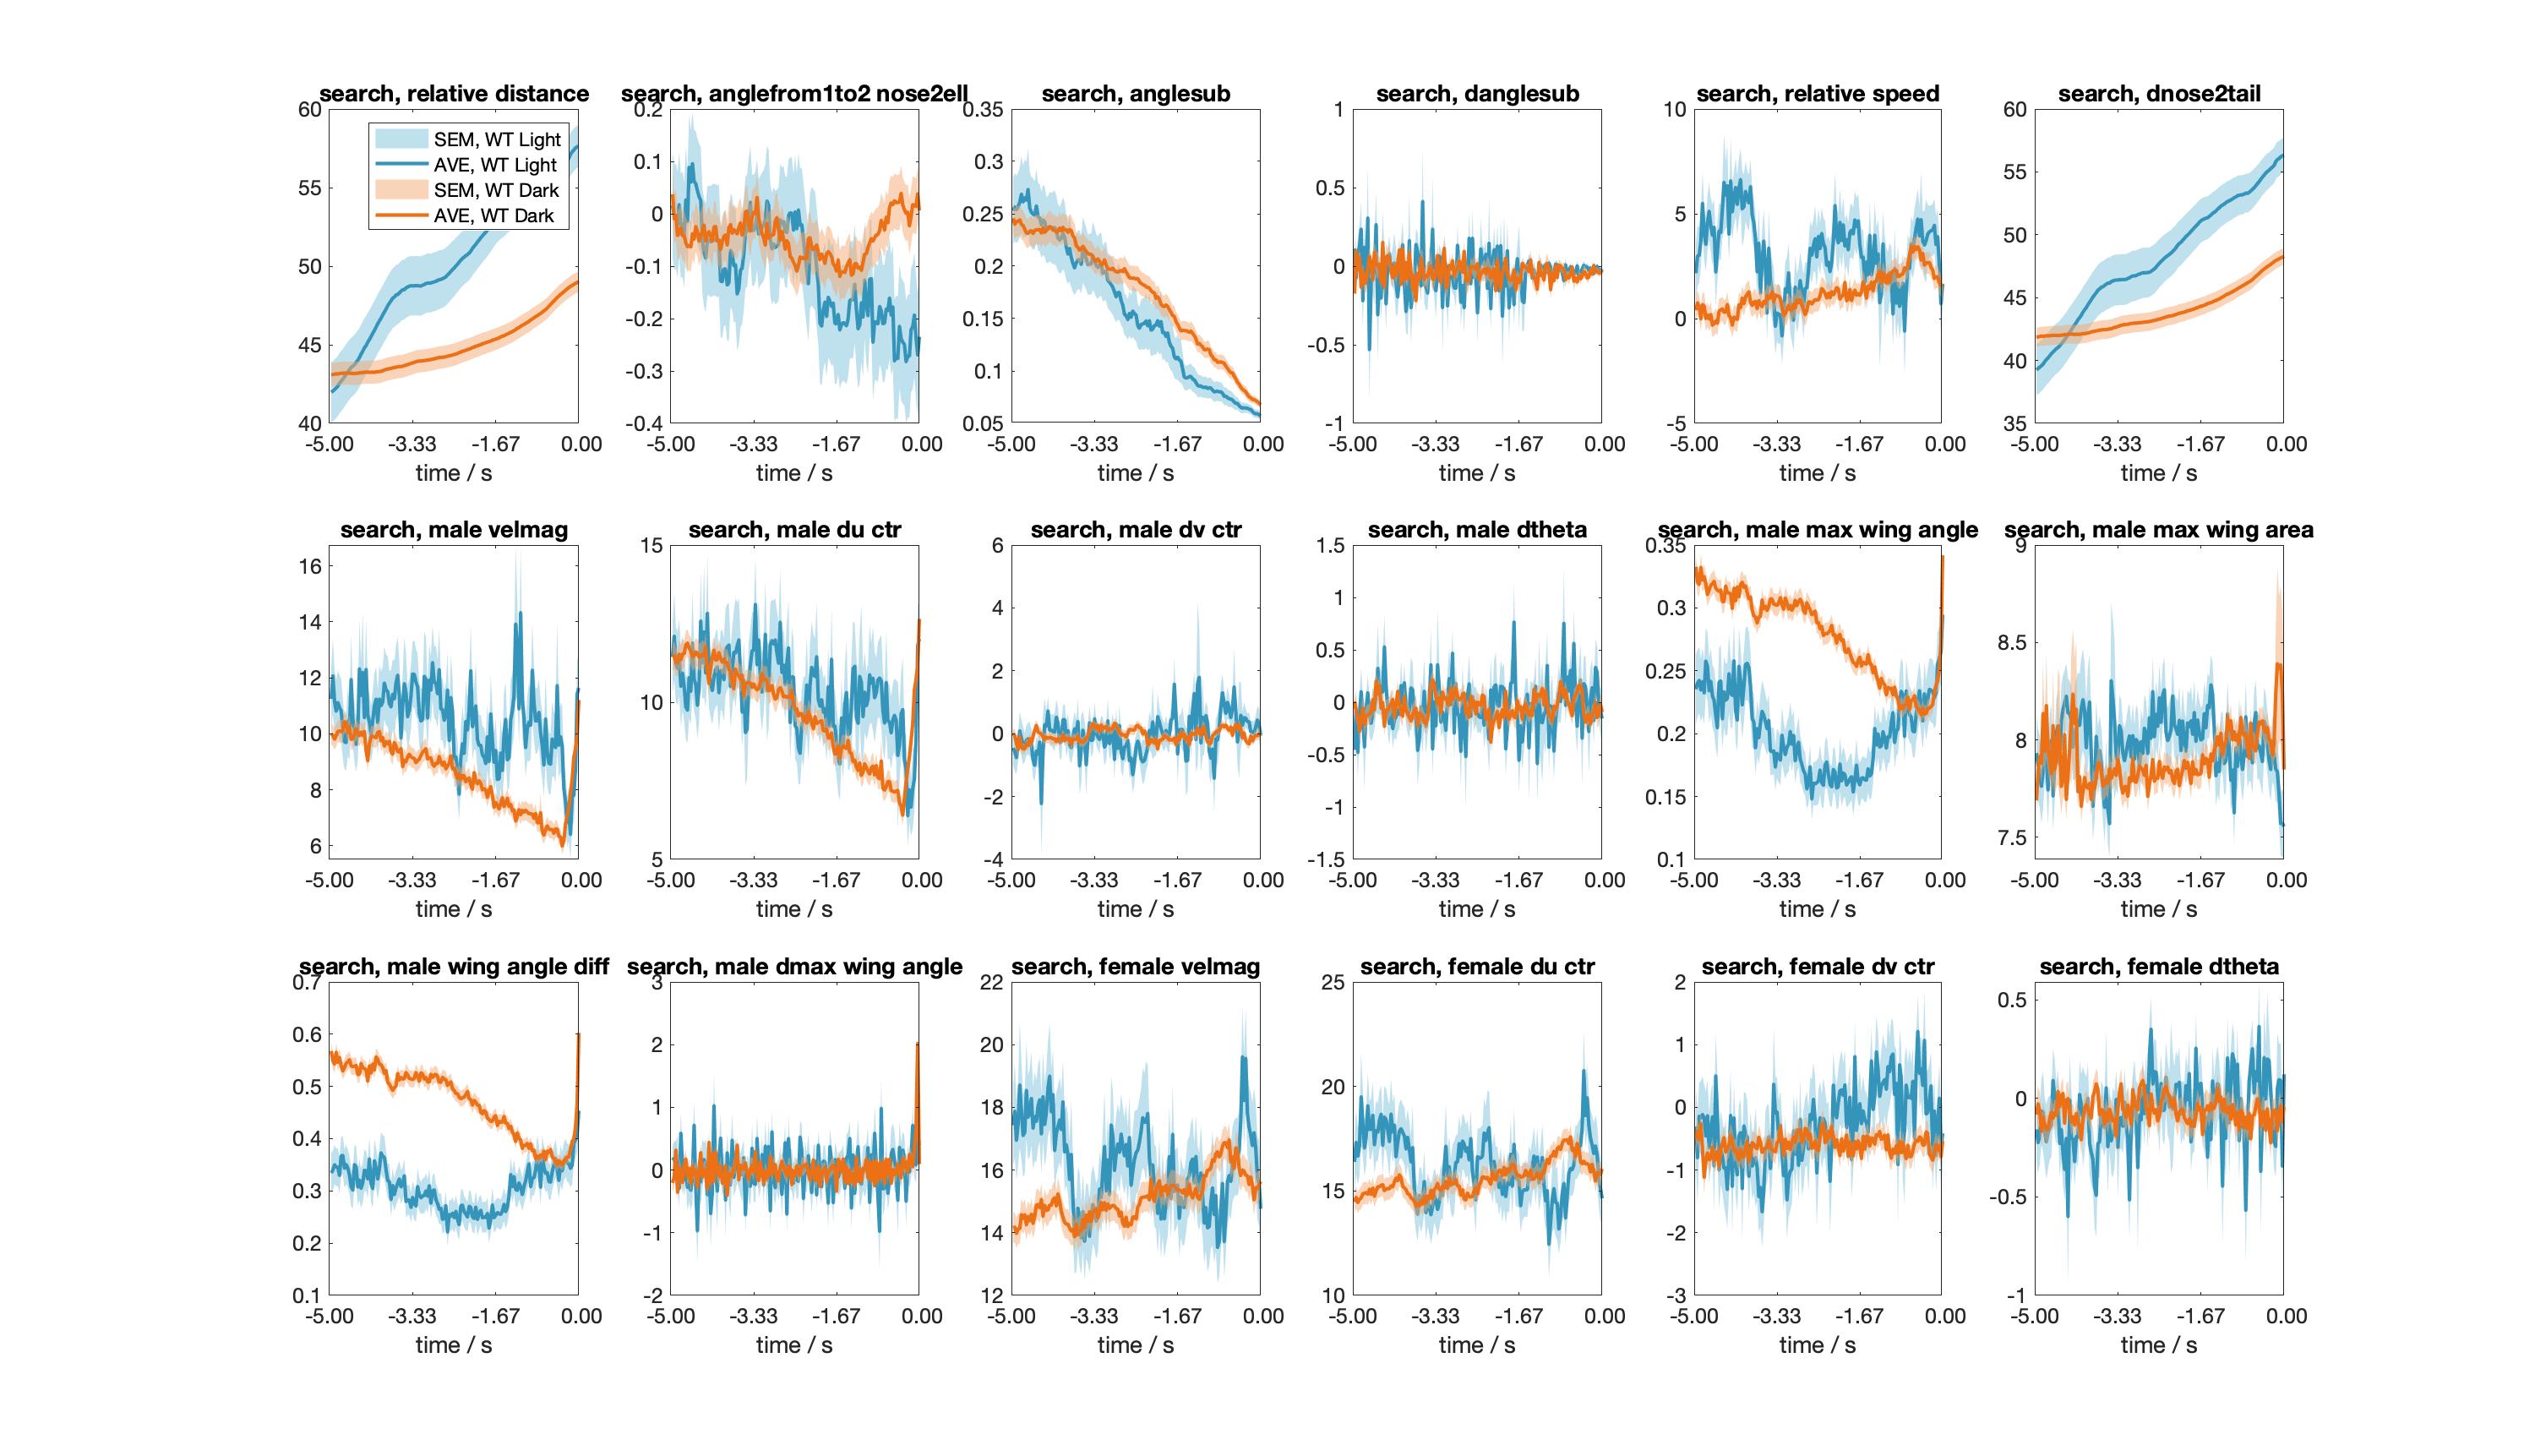 search, relative distance
60
55
50
45
40
-5.00 -3.33 -1.67 0.00
time / s
SEM, WT Light
AVE, WT Light
SEM, WT Dark
AVE, WT Dark
search, anglefrom1to2 nose2ell
0.2
0.1
0
-0.1
-0.2
-0.3
-0.4
-5.00 -3.33 -1.67 0.00
time / s
search, anglesub
0.35
0.3
0.25
0.2
0.15
0.1
0.05
-5.00 -3.33 -1.67 0.00
time / s
search, danglesub
1
0.5
0
-0.5
-1
-5.00 -3.33 -1.67 0.00
time / s
search, relative speed
10
5
0
-5
-5.00 -3.33 -1.67 0.00
time / s
search, dnose2tail
60
55
50
45
40
35
-5.00 -3.33 -1.67 0.00
time / s
search, male velmag
16
14
12
10
8
6
-5.00 -3.33 -1.67 0.00
time / s
search, male du ctr
15
10
5
-5.00 -3.33 -1.67 0.00
time / s
search, male dv ctr
6
4
2
0
-2
-4
-5.00 -3.33 -1.67 0.00
time / s
search, male dtheta
1.5
1
0.5
0
-0.5
-1
-1.5
-5.00 -3.33 -1.67 0.00
time / s
search, male max wing angle
0.35
0.3
0.25
0.2
0.15
0.1
-5.00 -3.33 -1.67 0.00
time / s
search, male max wing area
9
8.5
8
7.5
-5.00 -3.33 -1.67 0.00
time / s
search, male wing angle diff
0.7
0.6
0.5
0.4
0.3
0.2
0.1
-5.00 -3.33 -1.67 0.00
time / s
search, male dmax wing angle
3
2
1
0
-1
-2
-5.00 -3.33 -1.67 0.00
time / s
search, female velmag
22
20
18
16
14
12
-5.00 -3.33 -1.67 0.00
time / s
search, female du ctr
25
20
15
10
-5.00 -3.33 -1.67 0.00
time / s
search, female dv ctr
2
1
0
-1
-2
-3
-5.00 -3.33 -1.67 0.00
time / s
search, female dtheta
0.5
0
-0.5
-1
-5.00 -3.33 -1.67 0.00
time / s